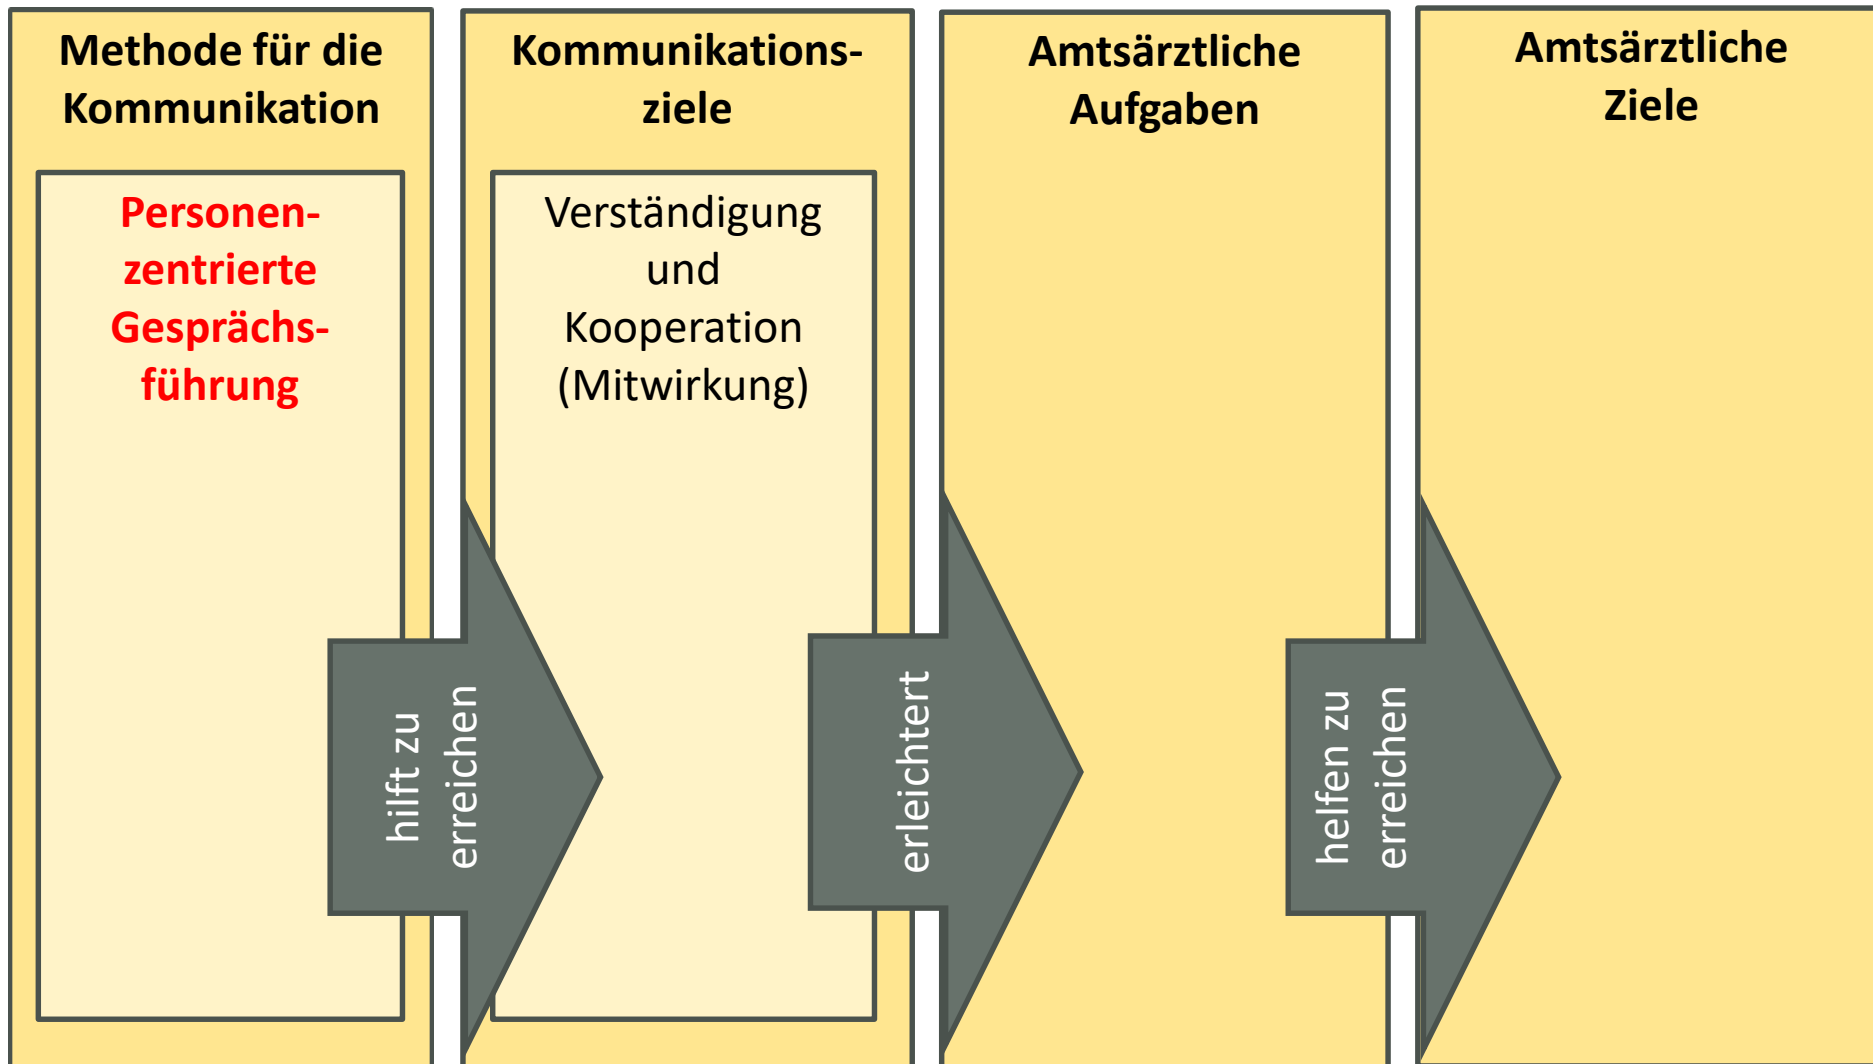 Methode für die
Kommunikation
Personen-
zentrierte
Gesprächs-
führung
hilft zu
erreichen
Kommunikations-
ziele
Verständigung
und
Kooperation
(Mitwirkung)
erleichtert
Amtsärztliche
Aufgaben
helfen zu
erreichen
Amtsärztliche
Ziele